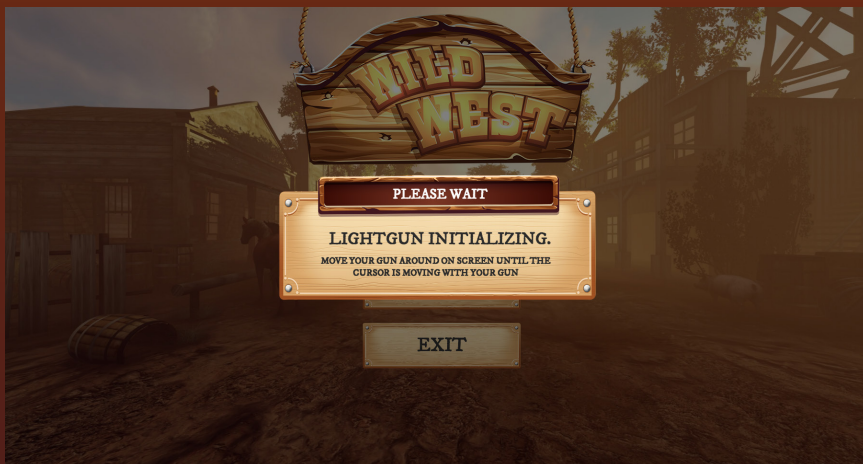 WILD
WEST
PLEASE WAIT
LIGHTGUN INITIALIZING.
MOVE YOUR GUN AROUND ON SCREEN UNTIL THE
CURSOR IS MOVING WITH YOUR GUN
EXIT